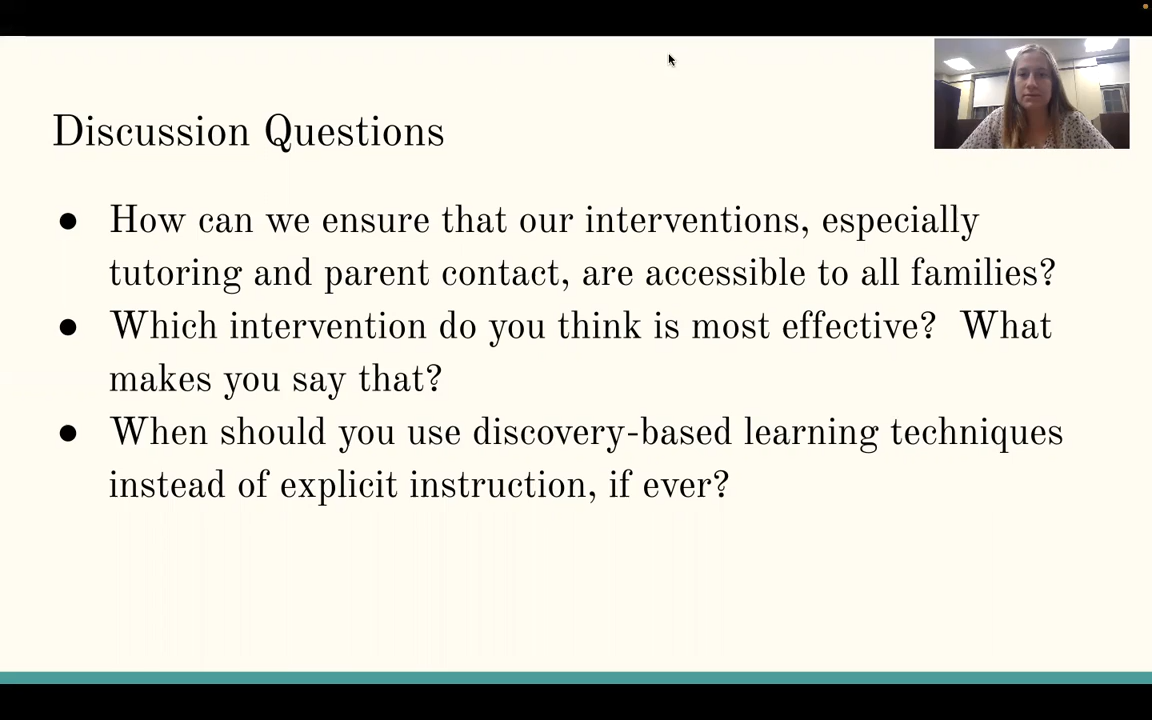 Discussion Questions
● How can we ensure that our interventions, especially
tutoring and parent contact, are accessible to all families?
● Which intervention do you think is most effective?  What
makes you say that?
● When should you use discovery-based learning techniques
instead of explicit instruction, if ever?